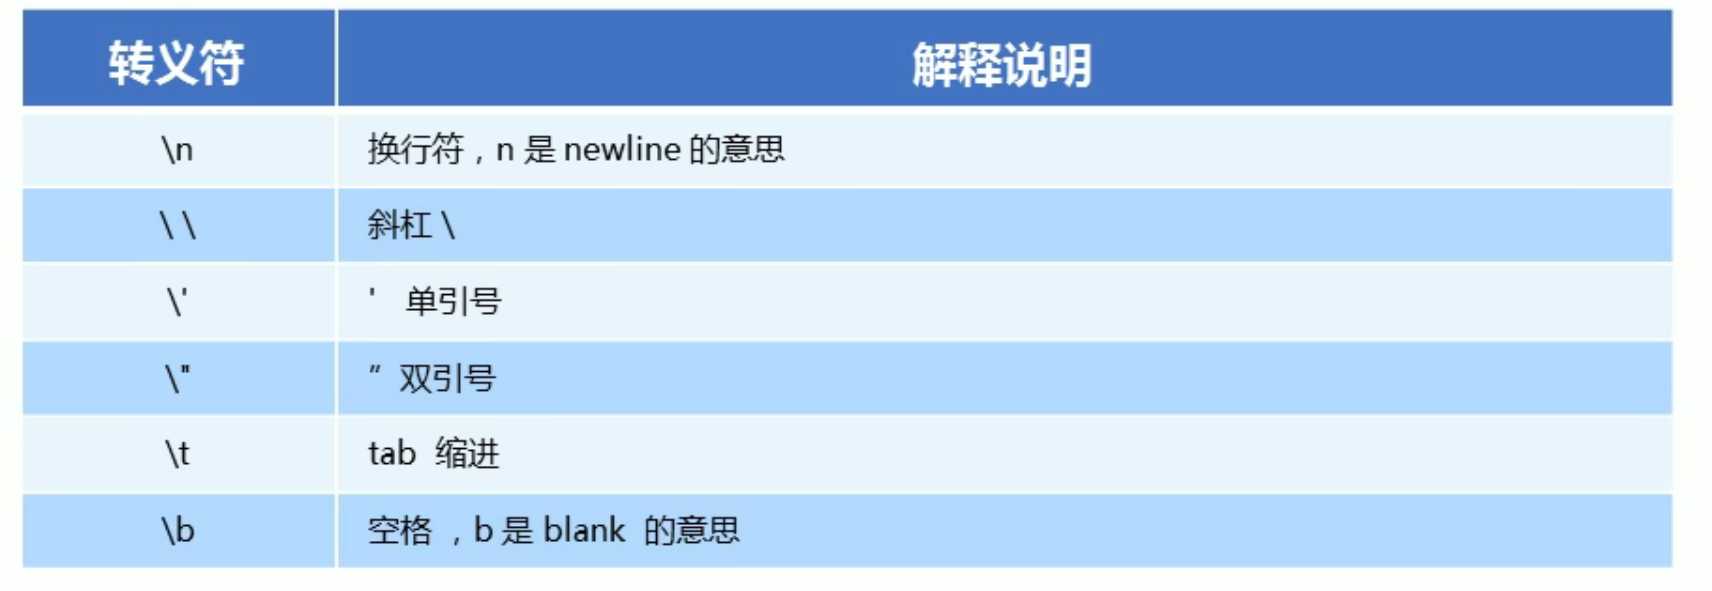 转义符 解释说明
\n 换行符，n 是 newline 的意思
\ \ 斜杠 \
\' ' 单引号
\" ” 双引号
\t tab 缩进
\b 空格 ，b 是 blank 的意思